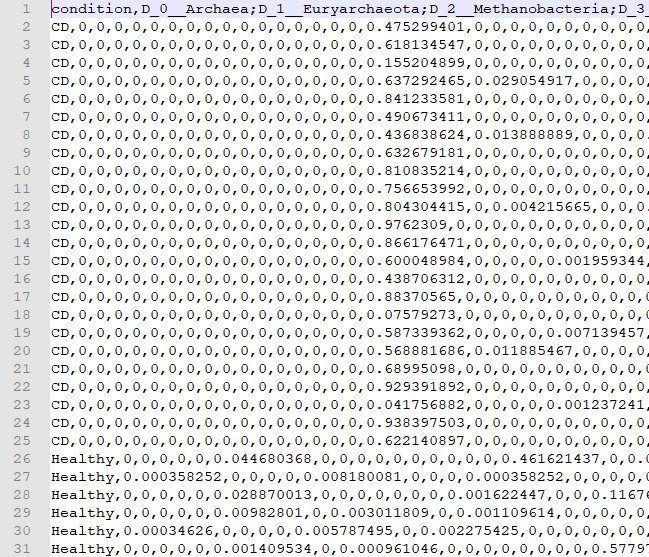 1 condition,D_0__Archaea;D_1__Euryarchaeota;D_2__Methanobacteria;D_3_
2 CD,0,0,0,0,0,0,0,0,0,0,0,0,0,0,0,0,0.475299401,0,0,0,0,0,0,0,0,0,0,
3 CD,0,0,0,0,0,0,0,0,0,0,0,0,0,0,0,0,0.618134547,0,0,0,0,0,0,0,0,0,0,
4 CD,0,0,0,0,0,0,0,0,0,0,0,0,0,0,0,0,0.155204899,0,0,0,0,0,0,0,0,0,0,
5 CD,0,0,0,0,0,0,0,0,0,0,0,0,0,0,0,0,0.637292465,0.029054917,0,0,0,0,
6 CD,0,0,0,0,0,0,0,0,0,0,0,0,0,0,0,0,0.841233581,0,0,0,0,0,0,0,0,0,0,
7 CD,0,0,0,0,0,0,0,0,0,0,0,0,0,0,0,0,0.490673411,0,0,0,0,0,0,0,0,0,0,
8 CD,0,0,0,0,0,0,0,0,0,0,0,0,0,0,0,0,0.436838624,0.013888889,0,0,0,0,
9 CD,0,0,0,0,0,0,0,0,0,0,0,0,0,0,0,0,0.632679181,0,0,0,0,0,0,0,0,0,0,
10 CD,0,0,0,0,0,0,0,0,0,0,0,0,0,0,0,0,0.810835214,0,0,0,0,0,0,0,0,0,0,
11 CD,0,0,0,0,0,0,0,0,0,0,0,0,0,0,0,0,0.756653992,0,0,0,0,0,0,0,0,0,0,
12 CD,0,0,0,0,0,0,0,0,0,0,0,0,0,0,0,0,0.804304415,0,0.004215665,0,0,0,
13 CD,0,0,0,0,0,0,0,0,0,0,0,0,0,0,0,0,0.9762309,0,0,0,0,0,0,0,0,0,0,0,
14 CD,0,0,0,0,0,0,0,0,0,0,0,0,0,0,0,0,0.866176471,0,0,0,0,0,0,0,0,0,0,
15 CD,0,0,0,0,0,0,0,0,0,0,0,0,0,0,0,0,0.600048984,0,0,0,0,0.001959344,
16 CD,0,0,0,0,0,0,0,0,0,0,0,0,0,0,0,0,0.438706312,0,0,0,0,0,0,0,0,0,0,
17 CD,0,0,0,0,0,0,0,0,0,0,0,0,0,0,0,0,0.88370565,0,0,0,0,0,0,0,0,0,0,0
18 CD,0,0,0,0,0,0,0,0,0,0,0,0,0,0,0,0,0.07579273,0,0,0,0,0,0,0,0,0,0,0
19 CD,0,0,0,0,0,0,0,0,0,0,0,0,0,0,0,0,0.587339362,0,0,0,0,0.007139457,
20 CD,0,0,0,0,0,0,0,0,0,0,0,0,0,0,0,0,0.568881686,0.011885467,0,0,0,0,
21 CD,0,0,0,0,0,0,0,0,0,0,0,0,0,0,0,0,0.68995098,0,0,0,0,0,0,0,0,0,0,0
22 CD,0,0,0,0,0,0,0,0,0,0,0,0,0,0,0,0,0.929391892,0,0,0,0,0,0,0,0,0,0,
23 CD,0,0,0,0,0,0,0,0,0,0,0,0,0,0,0,0,0.041756882,0,0,0,0,0.001237241,
24 CD,0,0,0,0,0,0,0,0,0,0,0,0,0,0,0,0,0.938397503,0,0,0,0,0,0,0,0,0,0,
25 CD,0,0,0,0,0,0,0,0,0,0,0,0,0,0,0,0,0.622140897,0,0,0,0,0,0,0,0,0,0,
26 Healthy,0,0,0,0,0,0.044680368,0,0,0,0,0,0,0,0,0,0,0.461621437,0,0.0
27 Healthy,0.000358252,0,0,0,0,0.008180081,0,0,0,0,0.000358252,0,0,0,0
28 Healthy,0,0,0,0,0,0.028870013,0,0,0,0,0,0,0,0.001622447,0,0,0.11676
29 Healthy,0,0,0,0,0,0.00982801,0,0.003011809,0,0.001109614,0,0,0,0,0,
30 Healthy,0.00034626,0,0,0,0,0.005787495,0,0.002275425,0,0,0,0,0,0,0,
31 Healthy,0,0,0,0,0,0.001409534,0,0.000961046,0,0,0,0,0,0,0,0,0.5779